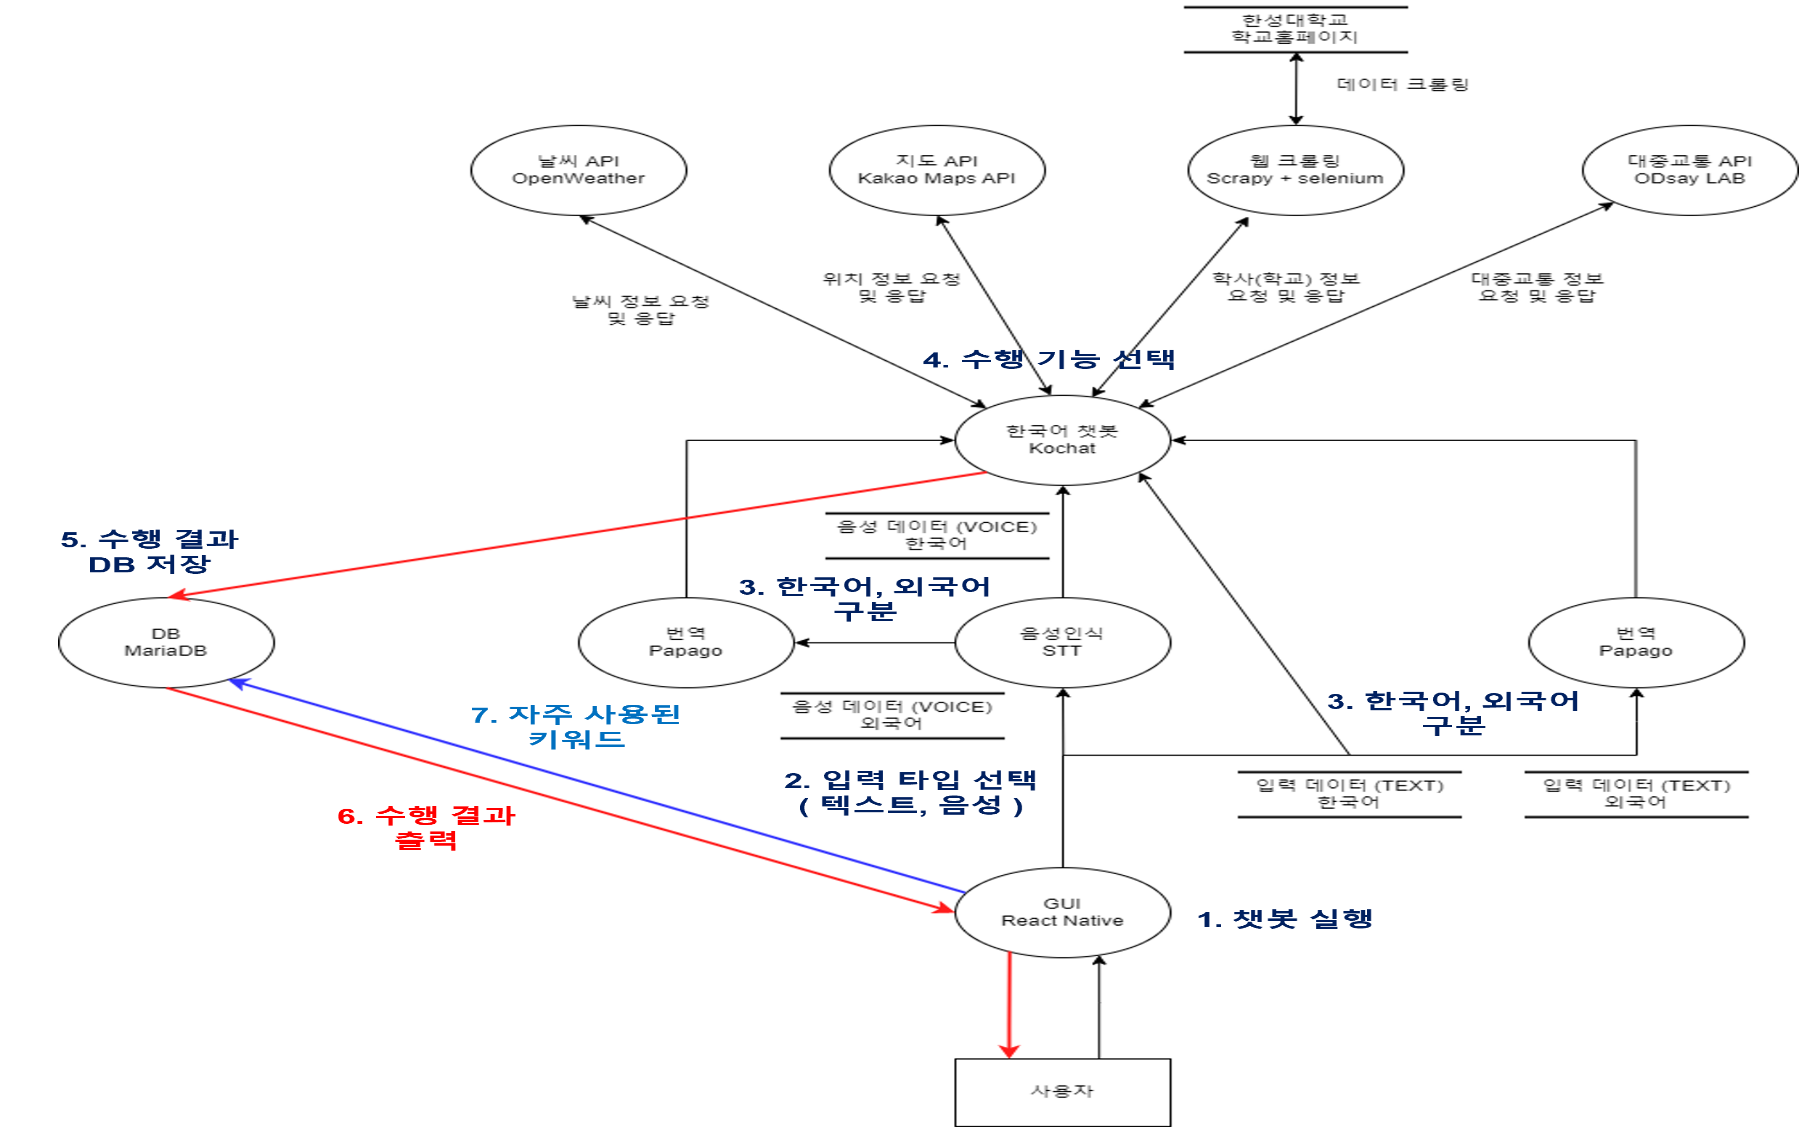 한성대학교
학교홈페이지
데이터 크롤링
날씨 API
OpenWeather
지도 API
Kakao Maps API
웹 크롤링
Scrapy + selenium
대중교통 API
ODsay LAB
날씨 정보 요청
및 응답
위치 정보 요청
및 응답
학사(학교) 정보
요청 및 응답
대중교통 정보
요청 및 응답
4. 수행 기능 선택
한국어 챗봇
Kochat
5. 수행 결과
DB 저장
음성 데이터 (VOICE)
한국어
3. 한국어, 외국어
구분
DB
MariaDB
번역
Papago
음성인식
STT
번역
Papago
7. 자주 사용된
키워드
음성 데이터 (VOICE)
외국어
3. 한국어, 외국어
구분
2. 입력 타입 선택
( 텍스트, 음성 )
입력 데이터 (TEXT)
한국어
입력 데이터 (TEXT)
외국어
6. 수행 결과
출력
GUI
React Native
1. 챗봇 실행
사용자